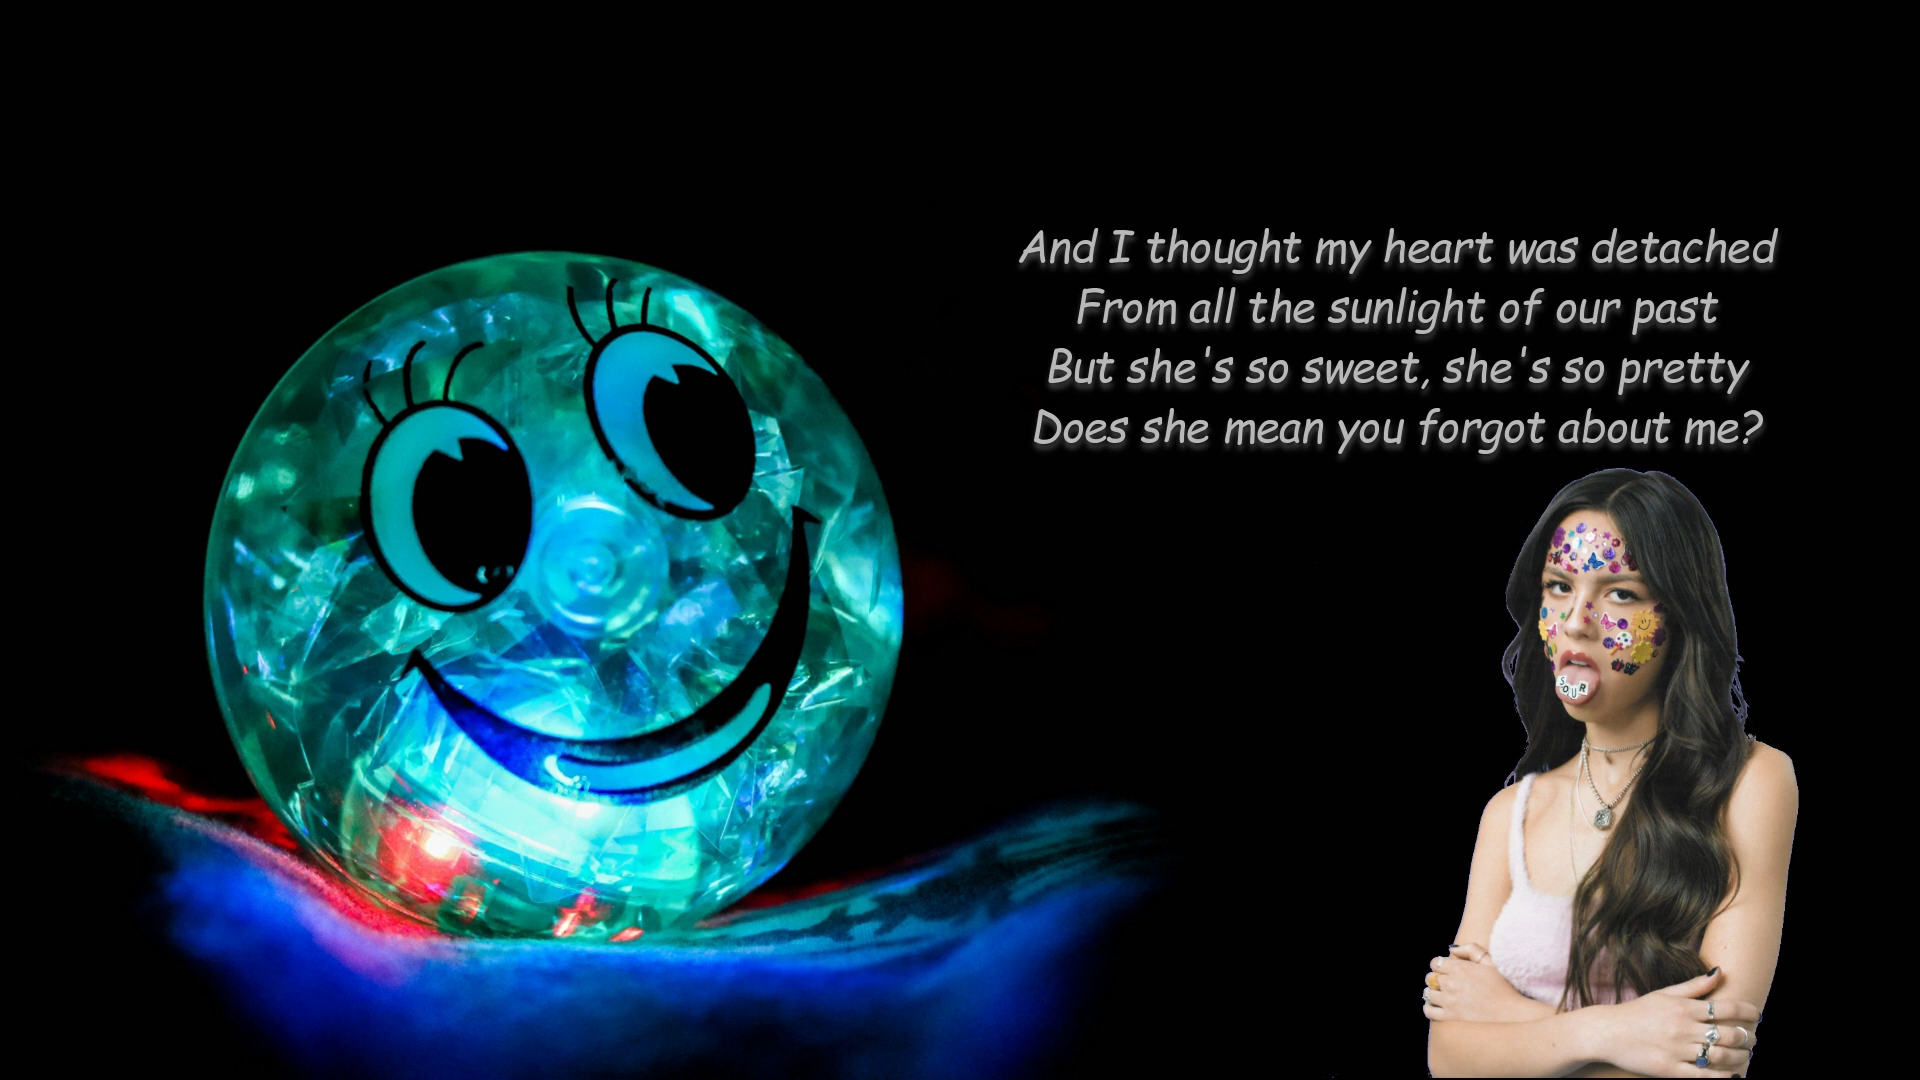 And I thought my heart was detached
From all the sunlight of our past
But she's so sweet, she's so pretty
Does she mean you forgot about me?
SOUR